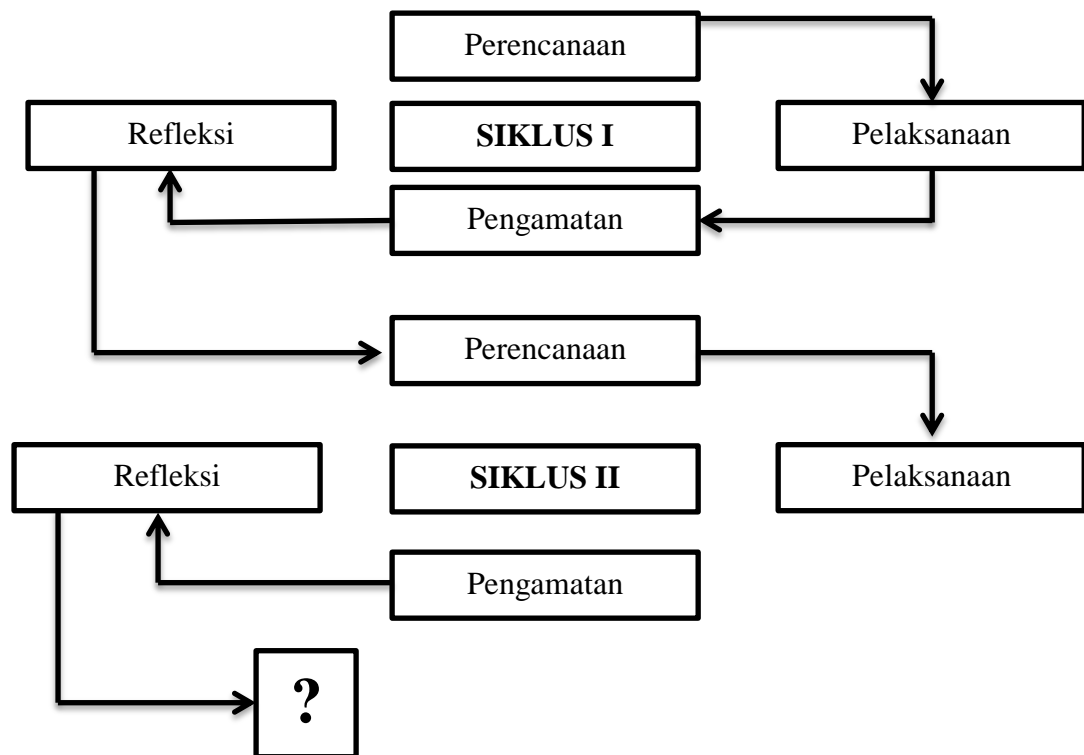 Perencanaan
Refleksi
SIKLUS I
Pelaksanaan
Pengamatan
Perencanaan
Refleksi
SIKLUS II
Pelaksanaan
Pengamatan
?